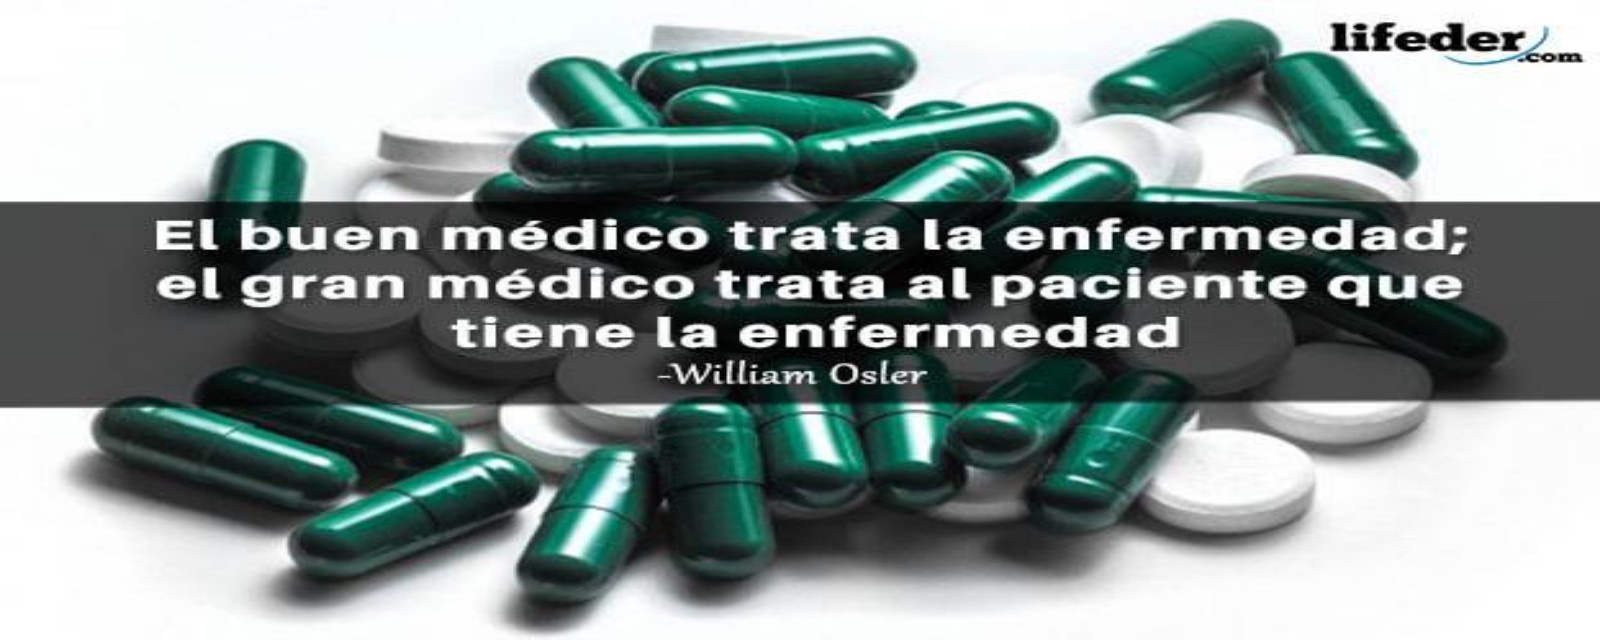 lifeder.com
El buen médico trata la enfermedad;
el gran médico trata al paciente que
tiene la enfermedad
-William Osler